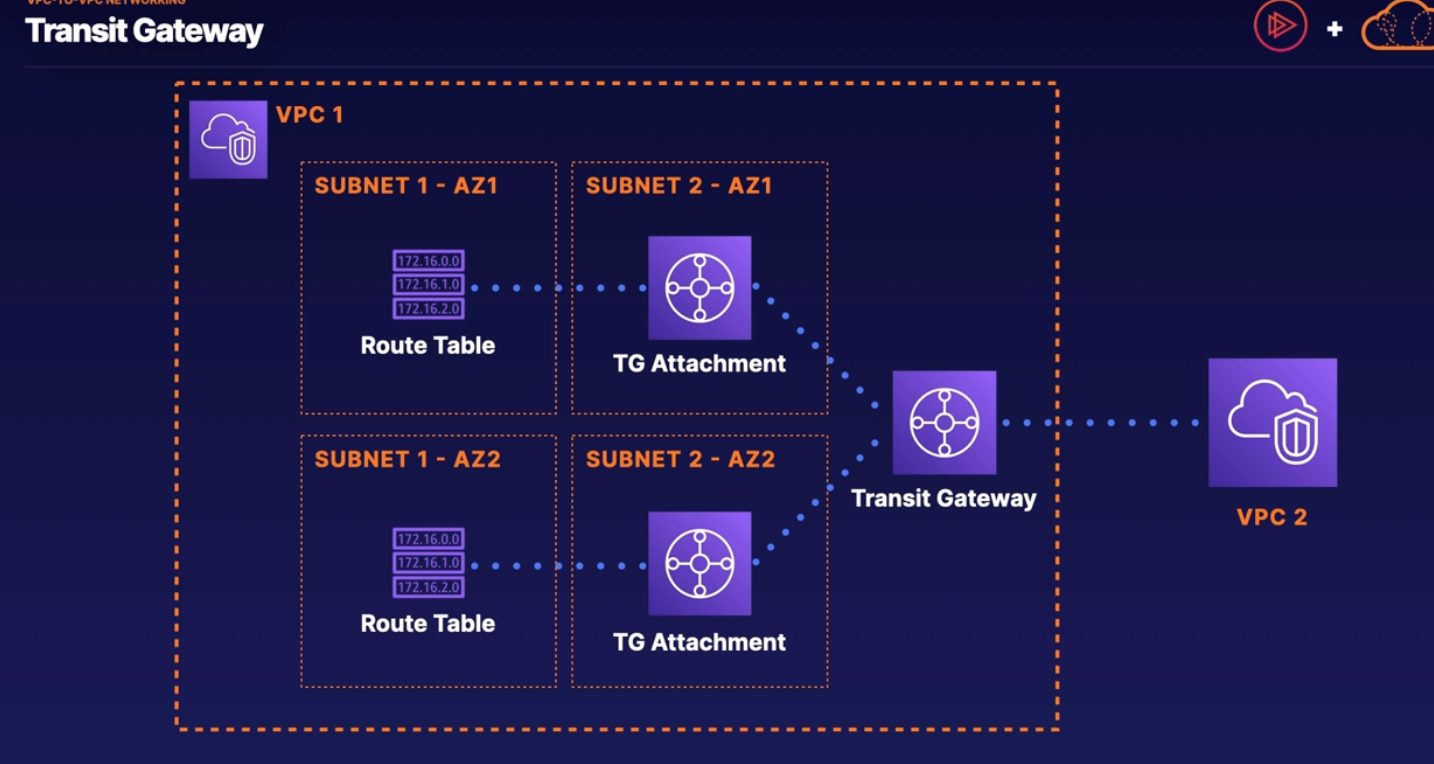 VPC-TO-VPC NETWORKING
Transit Gateway
+
VPC 1
SUBNET 1 - AZ1
172.16.0.0
172.16.1.0
172.16.2.0
Route Table
SUBNET 2 - AZ1
TG Attachment
SUBNET 1 - AZ2
172.16.0.0
172.16.1.0
172.16.2.0
Route Table
SUBNET 2 - AZ2
TG Attachment
Transit Gateway
VPC 2